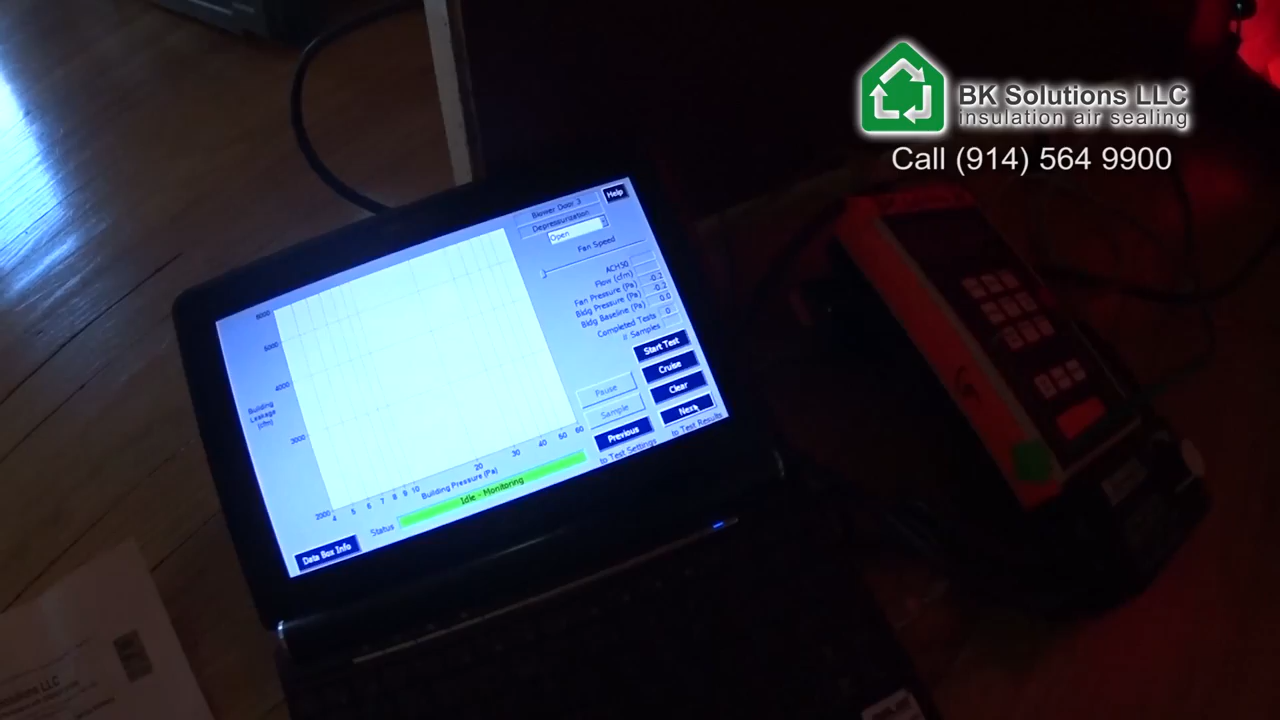 BK Solutions LLC
insulation air sealing
Call (914) 564 9900
Help
Blower Door 3
Depressurization
Open
Fan Speed
ACH50
Flow (cfm)
Fan Pressure (Pa) -0.2
Bldg Pressure (Pa) -0.2
Bldg Baseline (Pa) 0.0
Completed Tests 0
# Samples
Start Test
Cruise
Clear
Next
to Test Results
Pause
Sample
Previous
to Test Settings
6000
5000
4000
3000
2000
Building
Leakage
(cfm)
4 5 6 7 8 9 10 20 30 40 50 60
Building Pressure (Pa)
Status Idle - Monitoring
Data Box Info
Solutions LLC